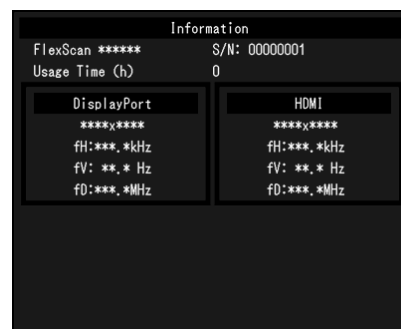 Information
FlexScan ****** S/N: 00000001
Usage Time (h) 0
DisplayPort HDMI
****x**** ****x****
fH:***.*kHz fH:***.*kHz
fV: **.* Hz fV: **.* Hz
fD:***.*MHz fD:***.*MHz